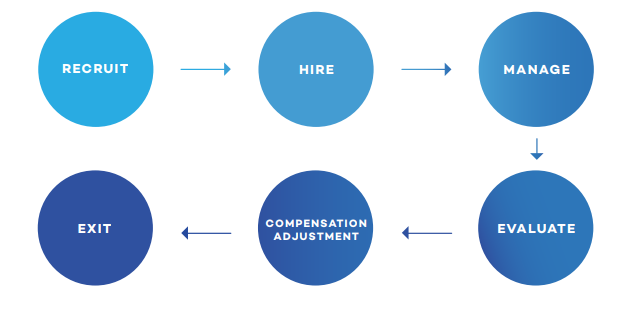 RECRUIT
HIRE
MANAGE
EVALUATE
COMPENSATION
ADJUSTMENT
EXIT